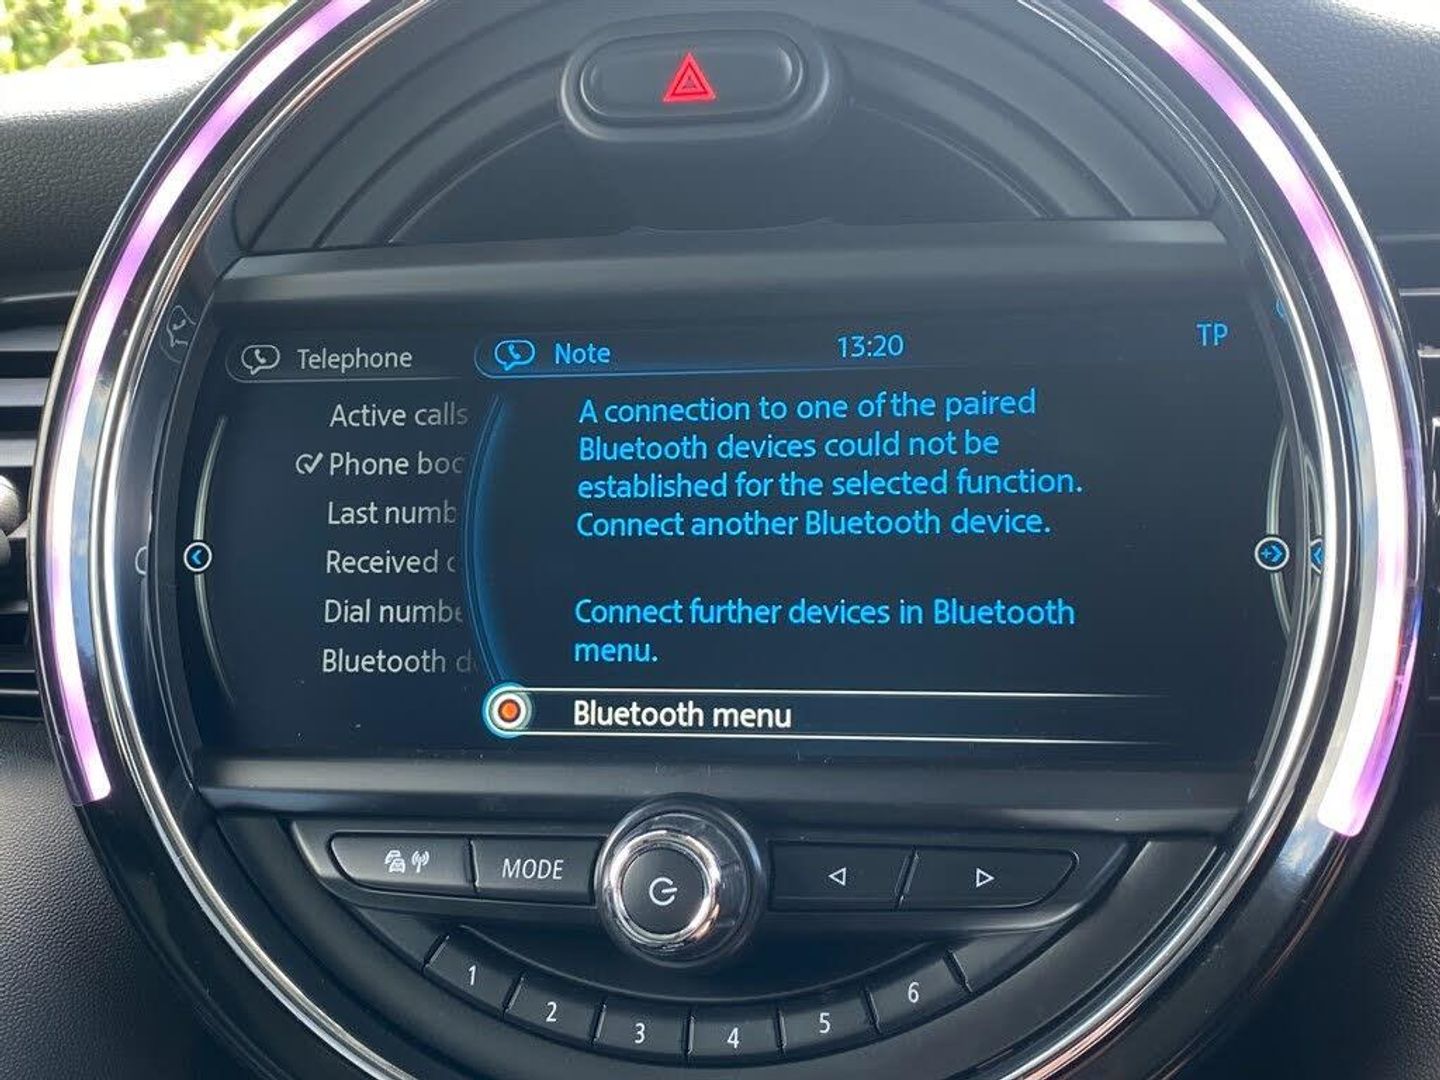 Telephone
Note
13:20
TP
Active calls
Phone boo
Last numb
Received c
Dial numbe
Bluetooth d
A connection to one of the paired
Bluetooth devices could not be
established for the selected function.
Connect another Bluetooth device.
Connect further devices in Bluetooth
menu.
Bluetooth menu
MODE
1
2
3
4
5
6